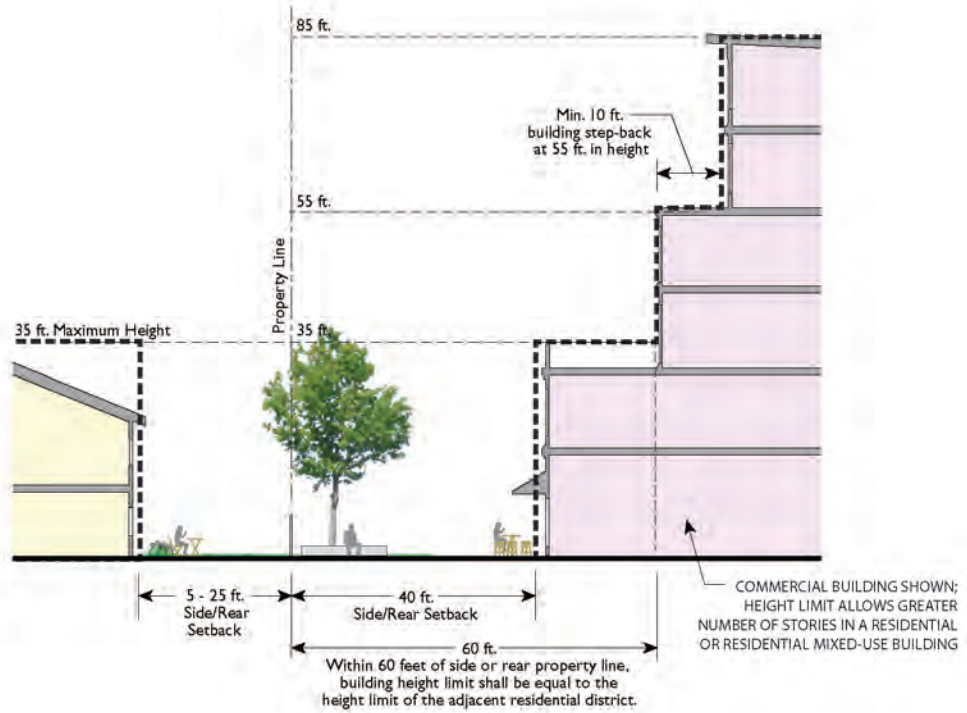 85 ft.
Min. 10 ft.
building step-back
at 55 ft. in height
55 ft.
Property Line
35 ft. Maximum Height
35 ft.
5 - 25 ft.
Side/Rear
Setback
40 ft.
Side/Rear Setback
COMMERCIAL BUILDING SHOWN;
HEIGHT LIMIT ALLOWS GREATER
NUMBER OF STORIES IN A RESIDENTIAL
OR RESIDENTIAL MIXED-USE BUILDING
60 ft.
Within 60 feet of side or rear property line,
building height limit shall be equal to the
height limit of the adjacent residential district.